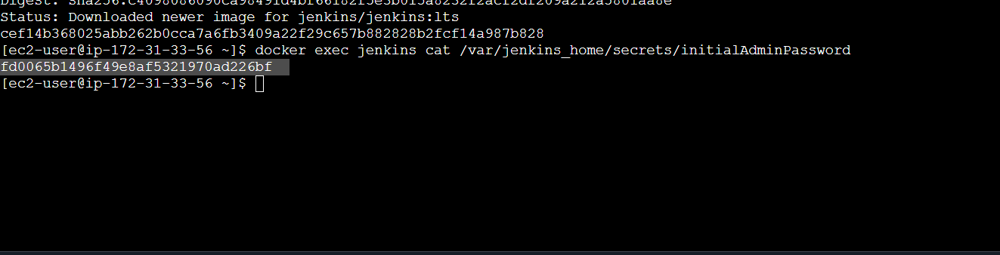 Status: Downloaded newer image for jenkins/jenkins:lts
cef14b368025abb262b0cca7a6fb3409a22f29c657b882828b2fcf14a987b828
[ec2-user@ip-172-31-33-56 ~]$ docker exec jenkins cat /var/jenkins_home/secrets/initialAdminPassword
fd0065b1496f49e8af5321970ad226bf
[ec2-user@ip-172-31-33-56 ~]$